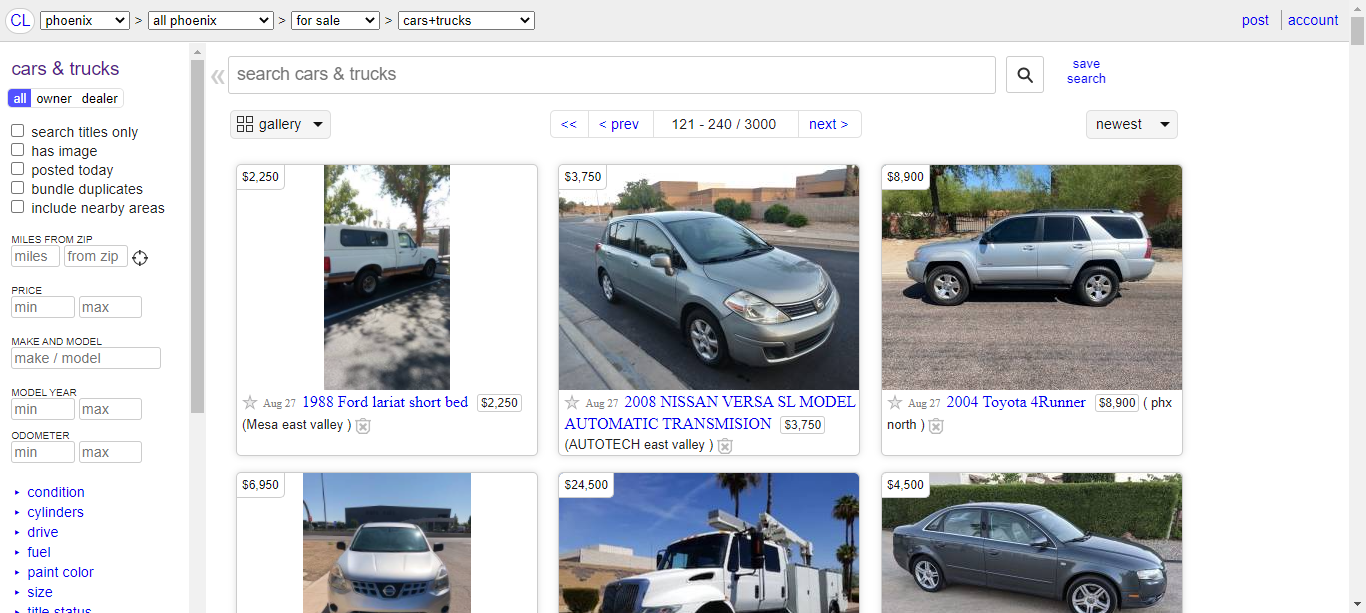 CL phoenix > all phoenix > for sale > cars+trucks post account
cars & trucks
all owner dealer
search titles only
has image
posted today
bundle duplicates
include nearby areas
MILES FROM ZIP
miles from zip
PRICE
min max
MAKE AND MODEL
make / model
MODEL YEAR
min max
ODOMETER
min max
condition
cylinders
drive
fuel
paint color
size
title status
« search cars & trucks
save
search
gallery << < prev 121 - 240 / 3000 next > newest
$2,250
Aug 27 1988 Ford lariat short bed $2,250
(Mesa east valley )
$3,750
Aug 27 2008 NISSAN VERSA SL MODEL
AUTOMATIC TRANSMISION $3,750
(AUTOTECH east valley )
$8,900
Aug 27 2004 Toyota 4Runner $8,900 ( phx
north )
$6,950
$24,500
$4,500